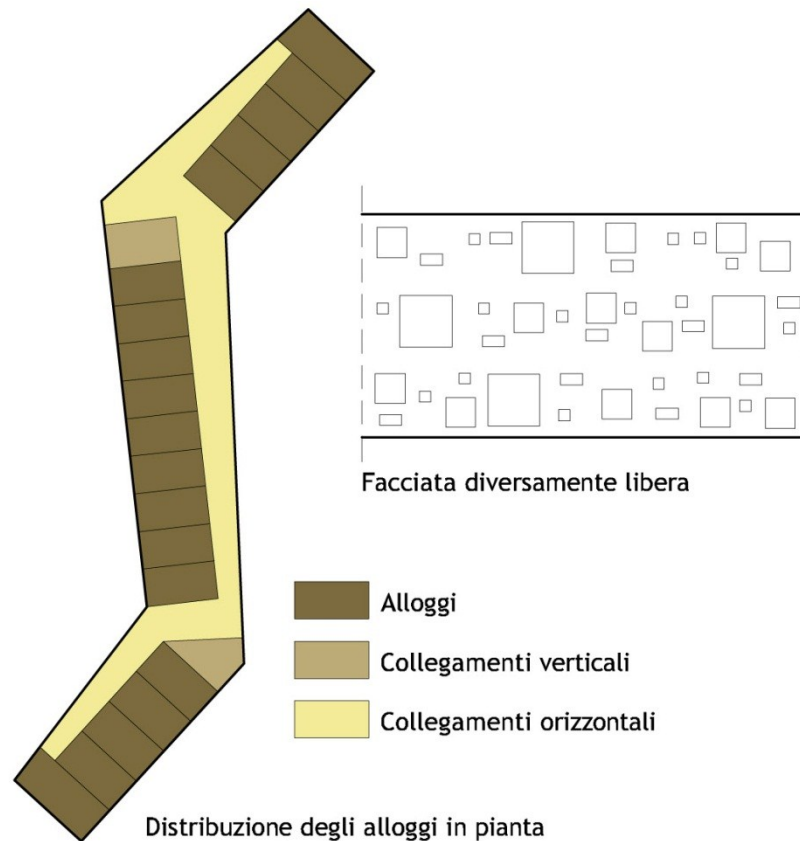 Facciata diversamente libera
Alloggi
Collegamenti verticali
Collegamenti orizzontali
Distribuzione degli alloggi in pianta